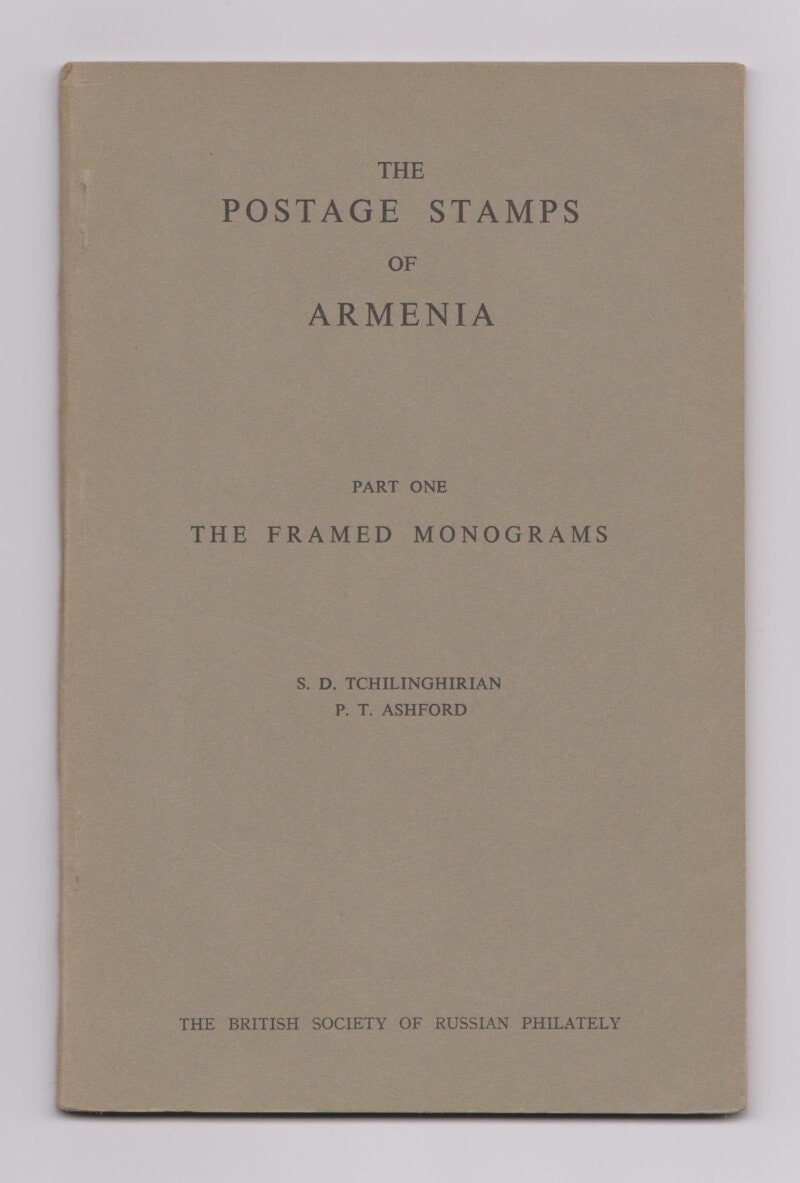 THE
POSTAGE STAMPS
OF
ARMENIA
PART ONE
THE FRAMED MONOGRAMS
S. D. TCHILINGHIRIAN
P. T. ASHFORD
THE BRITISH SOCIETY OF RUSSIAN PHILATELY